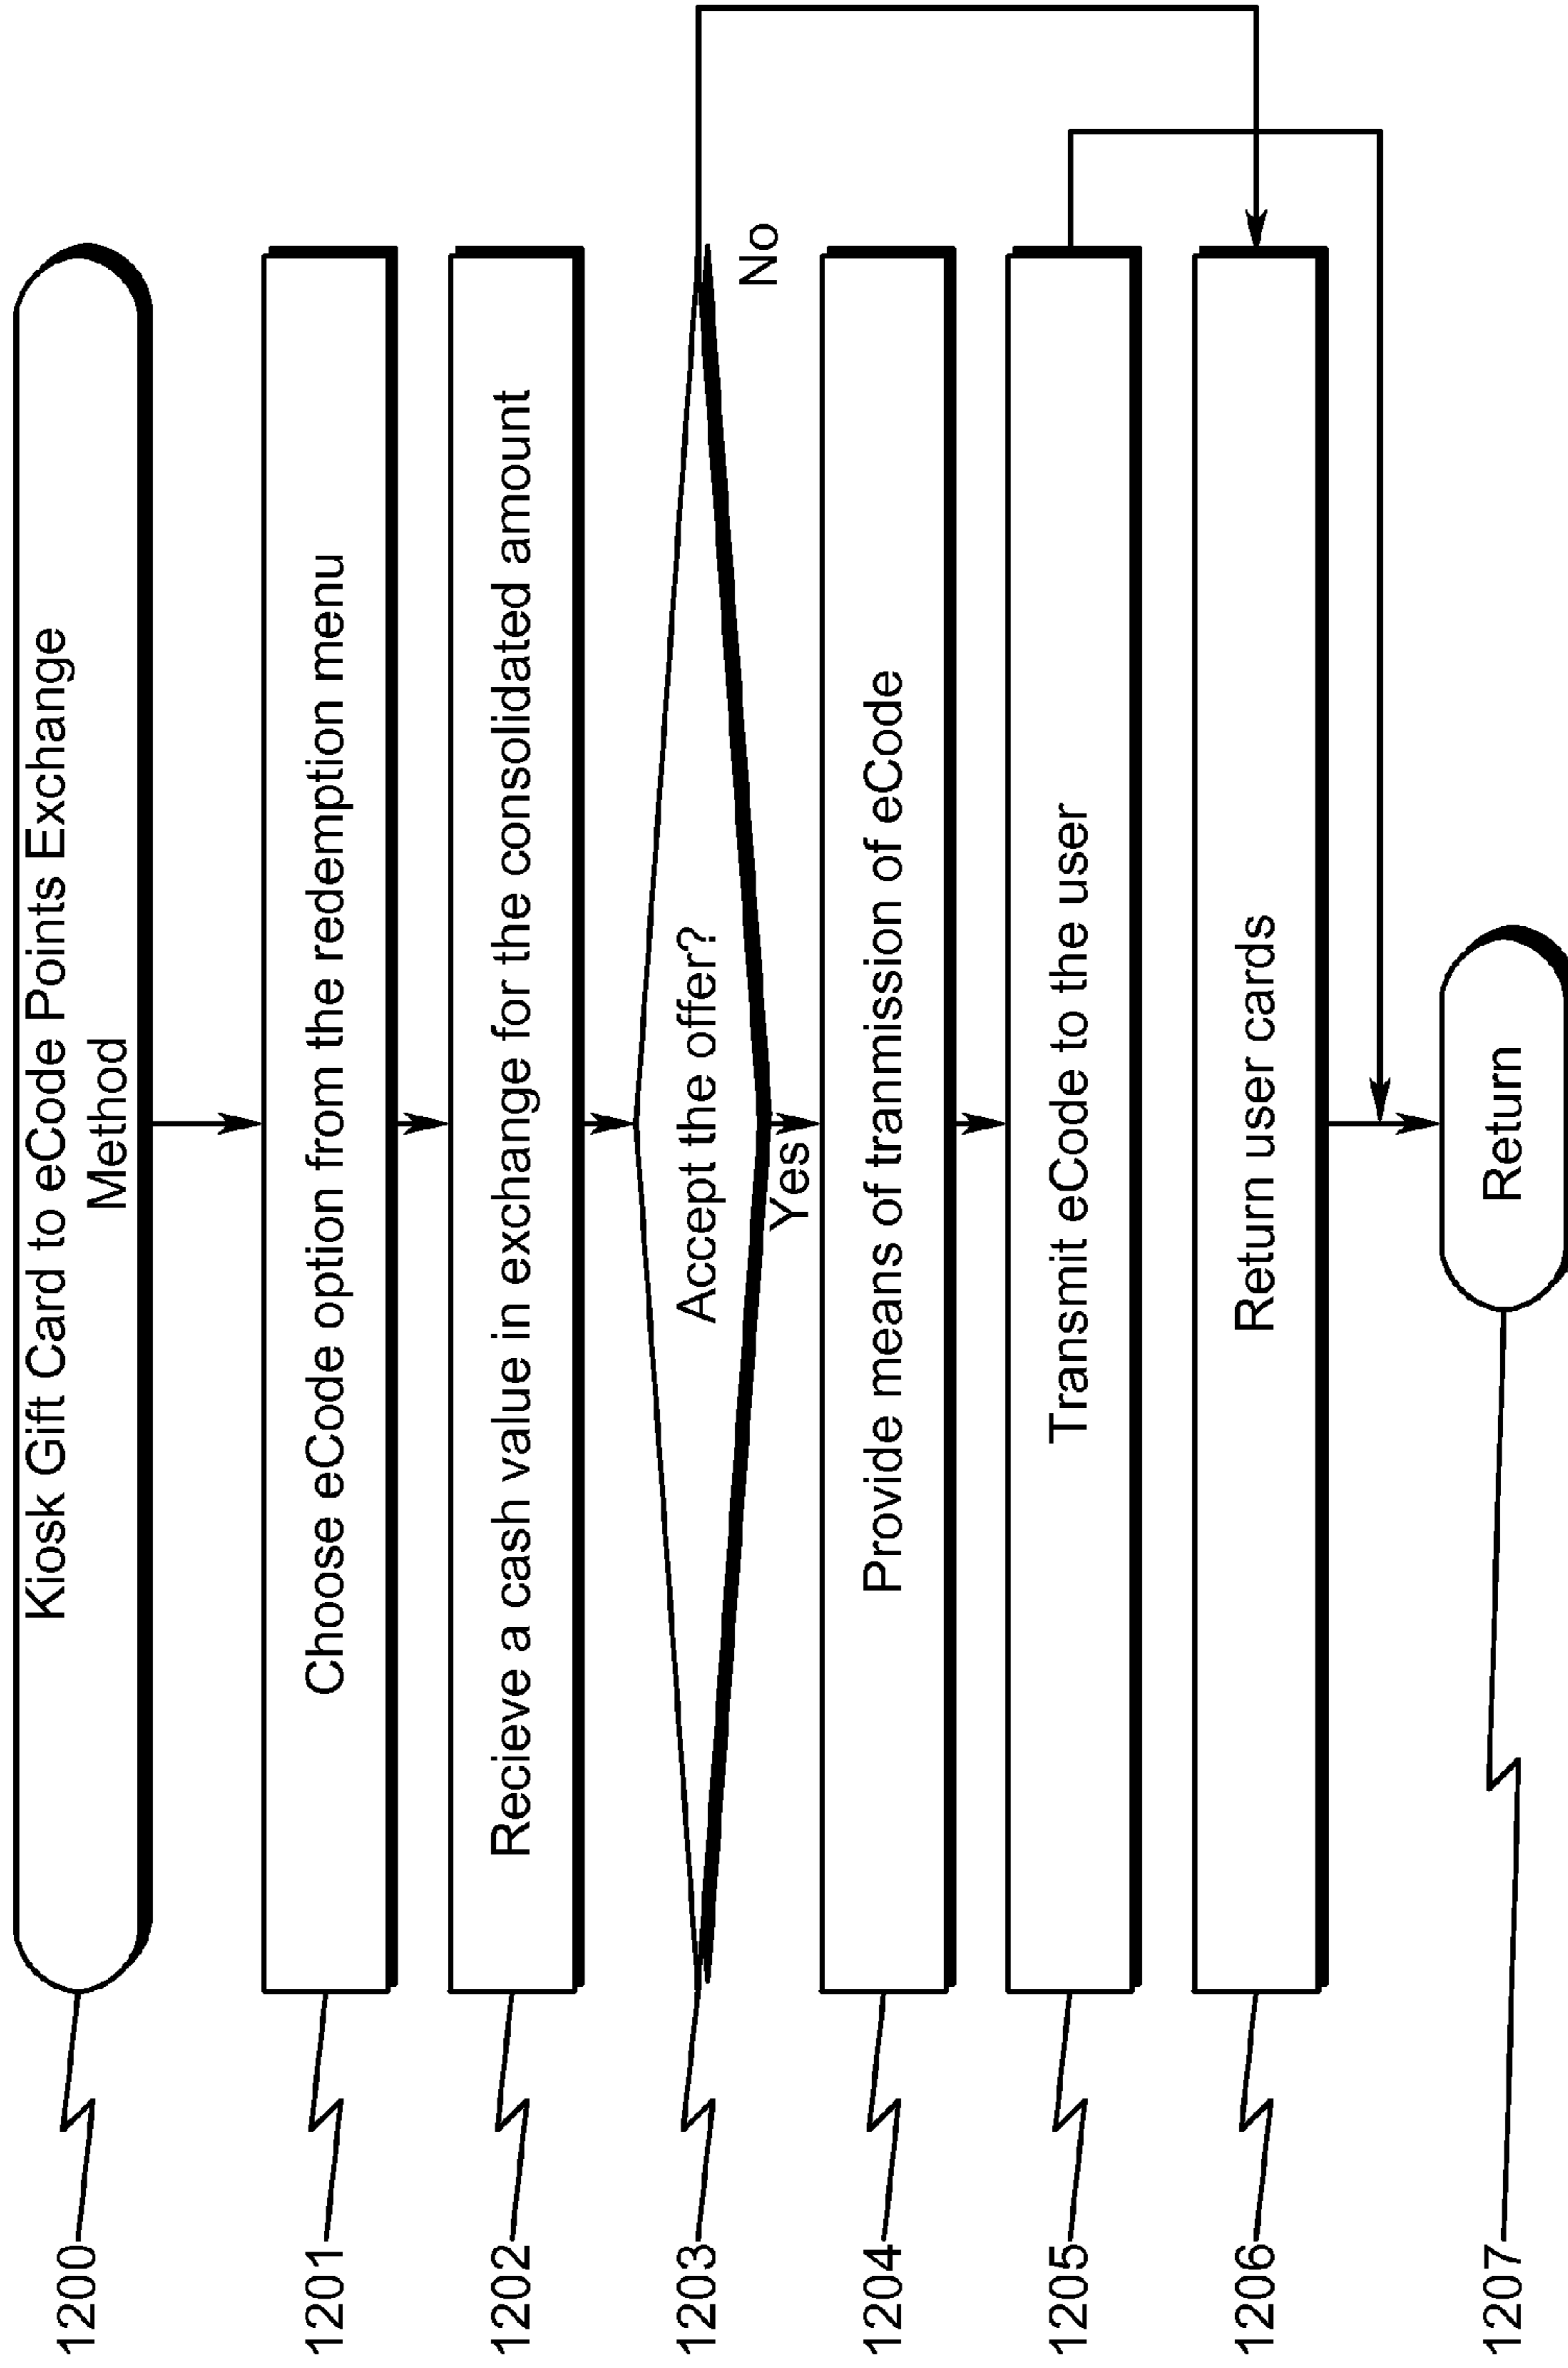 Kiosk Gift Card to eCode Points Exchange
Method
1200
Choose eCode option from the redemption menu
1201
Recieve a cash value in exchange for the consolidated amount
1202
Accept the offer?
1203
No
Yes
Provide means of tranmission of eCode
1204
Transmit eCode to the user
1205
Return user cards
1206
Return
1207